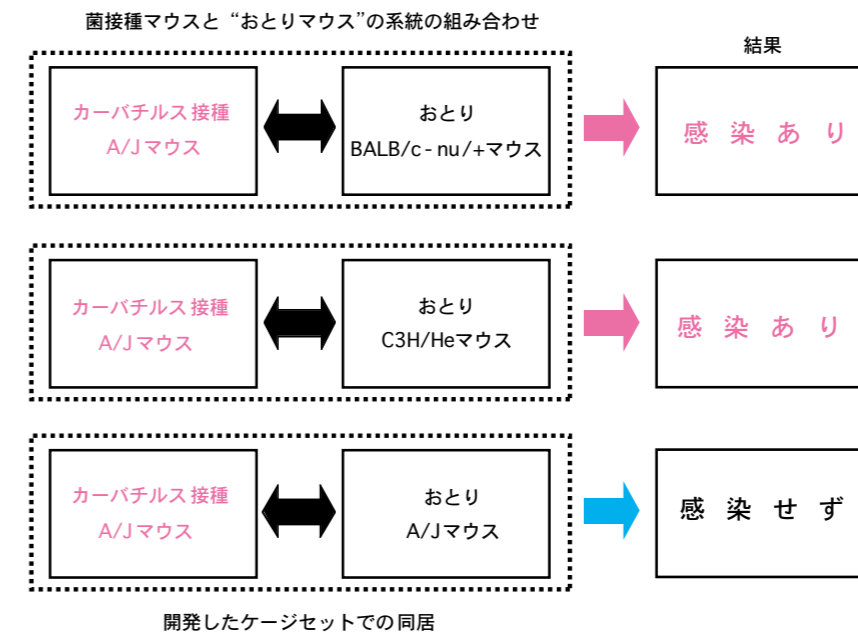 菌接種マウスと “おとりマウス”の系統の組み合わせ
結果
カーバチルス接種
A/Jマウス
おとり
BALB/c - nu/+マウス
感 染 あ り
カーバチルス接種
A/Jマウス
おとり
C3H/Heマウス
感 染 あ り
カーバチルス接種
A/Jマウス
おとり
A/Jマウス
感 染 せ ず
開発したケージセットでの同居